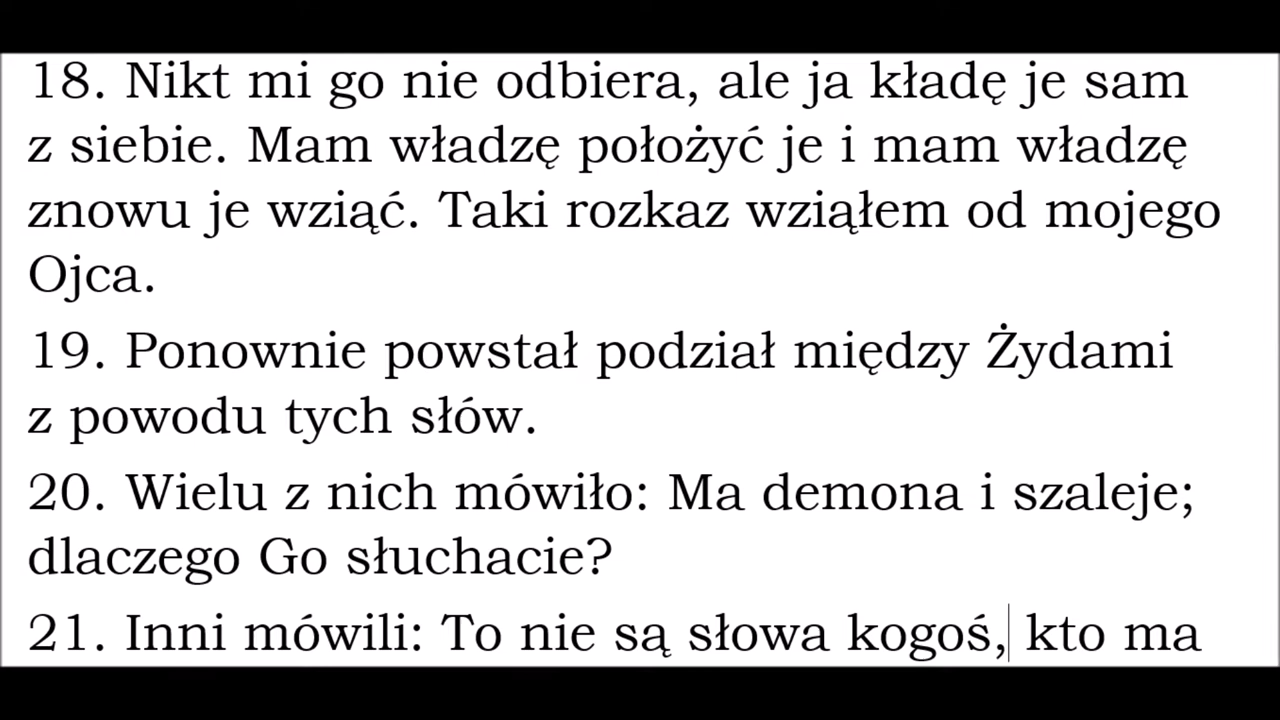 18. Nikt mi go nie odbiera, ale ja kładę je sam
z siebie. Mam władzę położyć je i mam władzę
znowu je wziąć. Taki rozkaz wziąłem od mojego
Ojca.
19. Ponownie powstał podział między Żydami
z powodu tych słów.
20. Wielu z nich mówiło: Ma demona i szaleje;
dlaczego Go słuchacie?
21. Inni mówili: To nie są słowa kogoś, kto ma